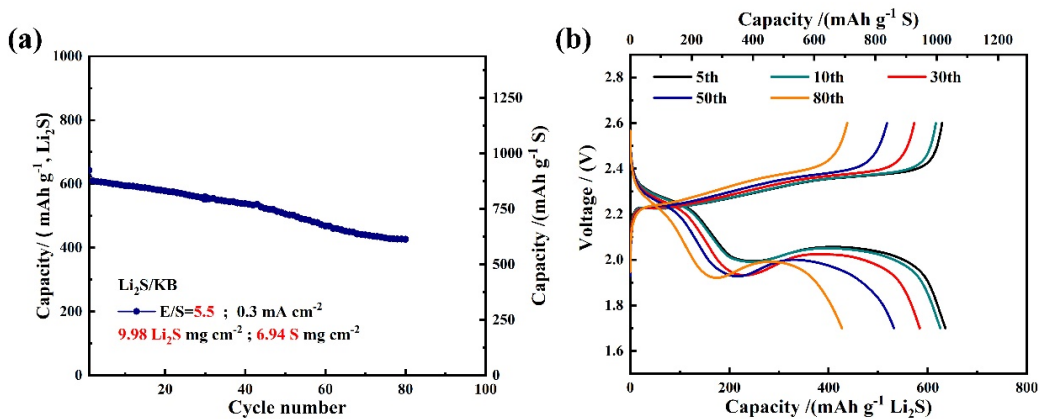 (a)
1000
800
600
400
200
0
Capacity/ ( mAh g⁻¹, Li₂S)
1250
1000
750
500
250
0
Capacity /(mAh g⁻¹ S)
Li₂S/KB
E/S=5.5 ; 0.3 mA cm⁻²
9.98 Li₂S mg cm⁻² ; 6.94 S mg cm⁻²
20 40 60 80 100
Cycle number
(b)
Capacity /(mAh g⁻¹ S)
0 200 400 600 800 1000 1200
5th 10th 30th
50th 80th
2.8
2.6
2.4
2.2
2.0
1.8
1.6
Voltage / (V)
0 200 400 600 800
Capacity /(mAh g⁻¹ Li₂S)